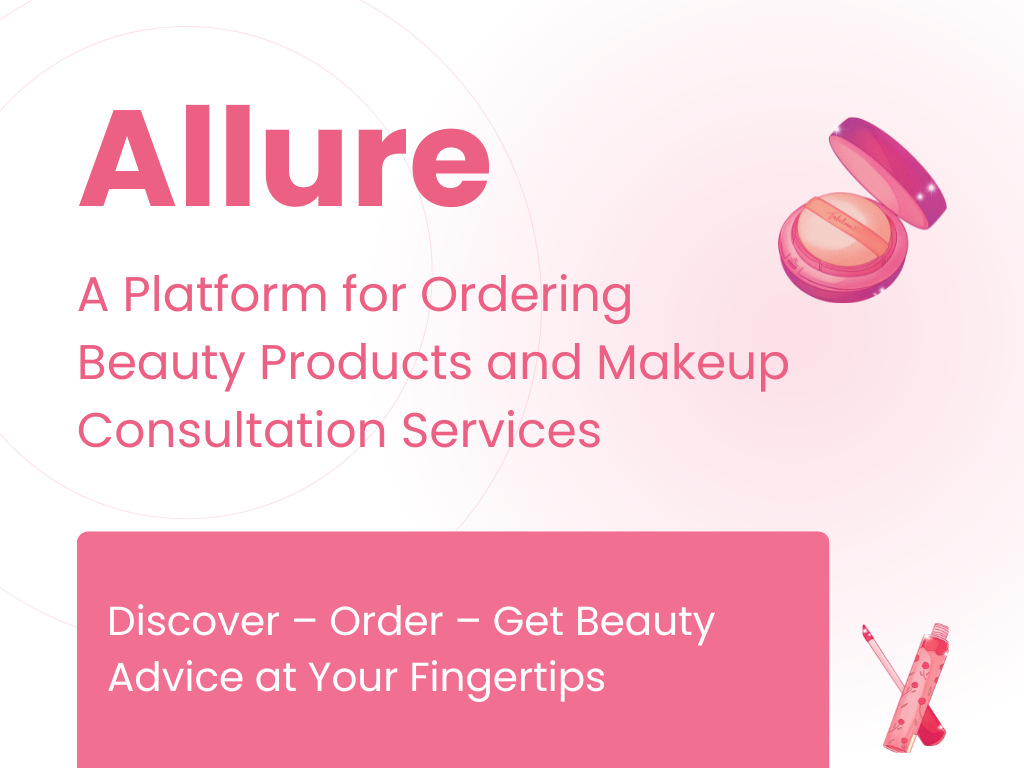 Allure
A Platform for Ordering
Beauty Products and Makeup
Consultation Services
Discover – Order – Get Beauty
Advice at Your Fingertips